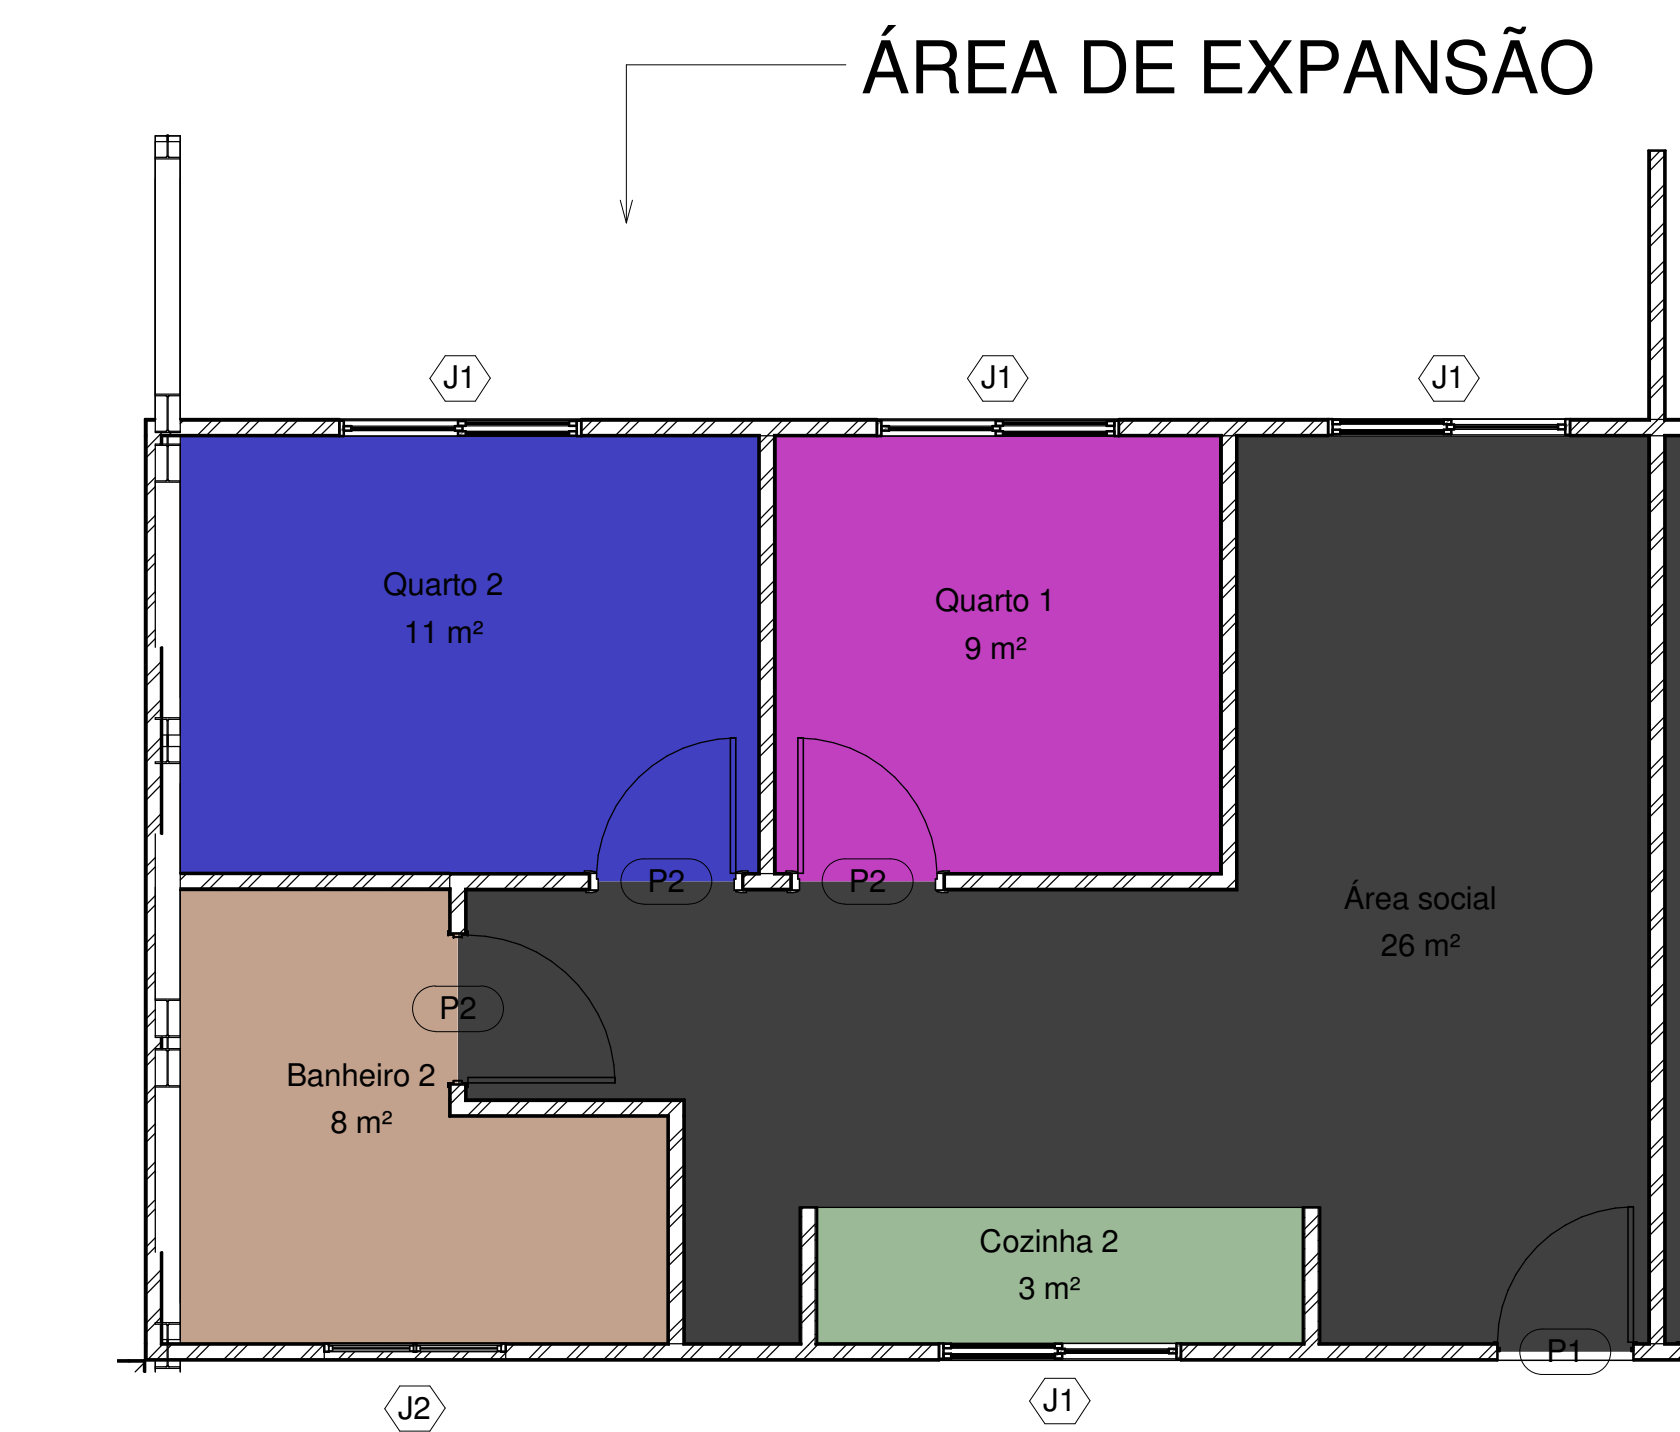 ÁREA DE EXPANSÃO
J1
J1
J1
Quarto 2
11 m²
Quarto 1
9 m²
P2
P2
Área social
26 m²
P2
Banheiro 2
8 m²
Cozinha 2
3 m²
P1
J2
J1